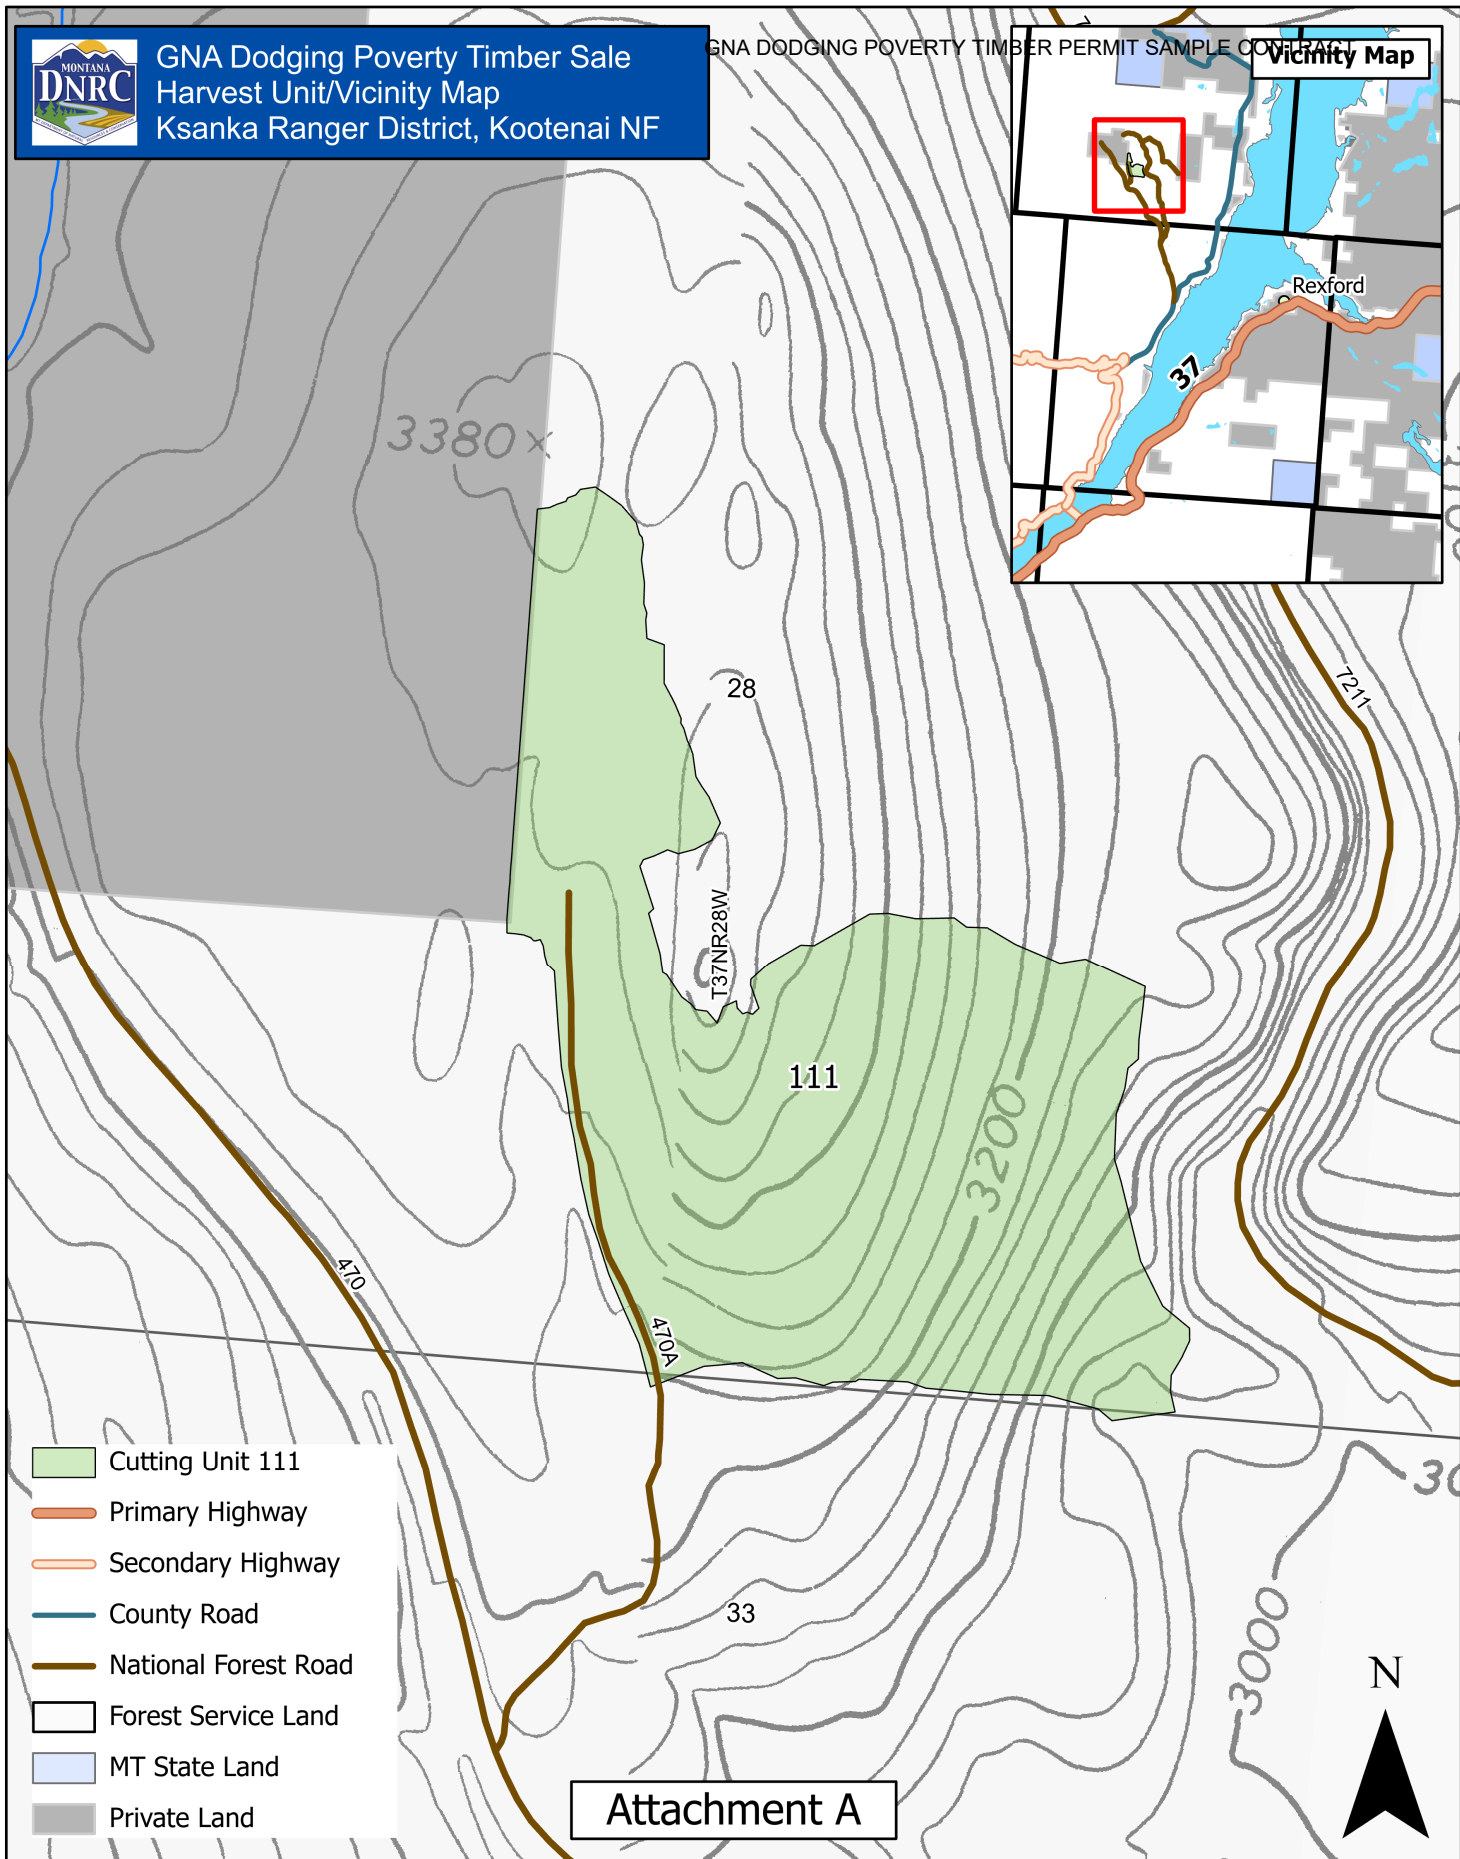 GNA DODGING POVERTY TIMBER PERMIT SAMPLE CONTRACT
MONTANA
DNRC
GNA Dodging Poverty Timber Sale
Harvest Unit/Vicinity Map
Ksanka Ranger District, Kootenai NF
Vicinity Map
Rexford
37
3380 x
28
7211
T37NR28W
111
3200
470
470A
30
33
3000
Cutting Unit 111
Primary Highway
Secondary Highway
County Road
National Forest Road
Forest Service Land
MT State Land
Private Land
Attachment A
N